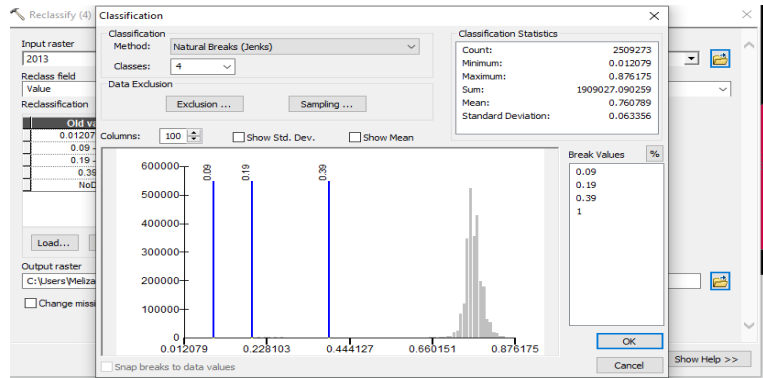 Reclassify (4)
Input raster
2013
Reclass field
Value
Reclassification
Old va
0.01207
0.09 -
0.19 -
0.39
NoD
Load...
Output raster
C:\Users\Meliza
Change missi
Show Help >>
Classification
Classification
Method: Natural Breaks (Jenks)
Classes: 4
Data Exclusion
Exclusion ... Sampling ...
Classification Statistics
Count: 2509273
Minimum: 0.012079
Maximum: 0.876175
Sum: 1909027.090259
Mean: 0.760789
Standard Deviation: 0.063356
Columns: 100 Show Std. Dev. Show Mean
600000
500000
400000
300000
200000
100000
0
0.09
0.19
0.39
0.012079 0.228103 0.444127 0.660151 0.876175
Snap breaks to data values
Break Values %
0.09
0.19
0.39
1
OK
Cancel